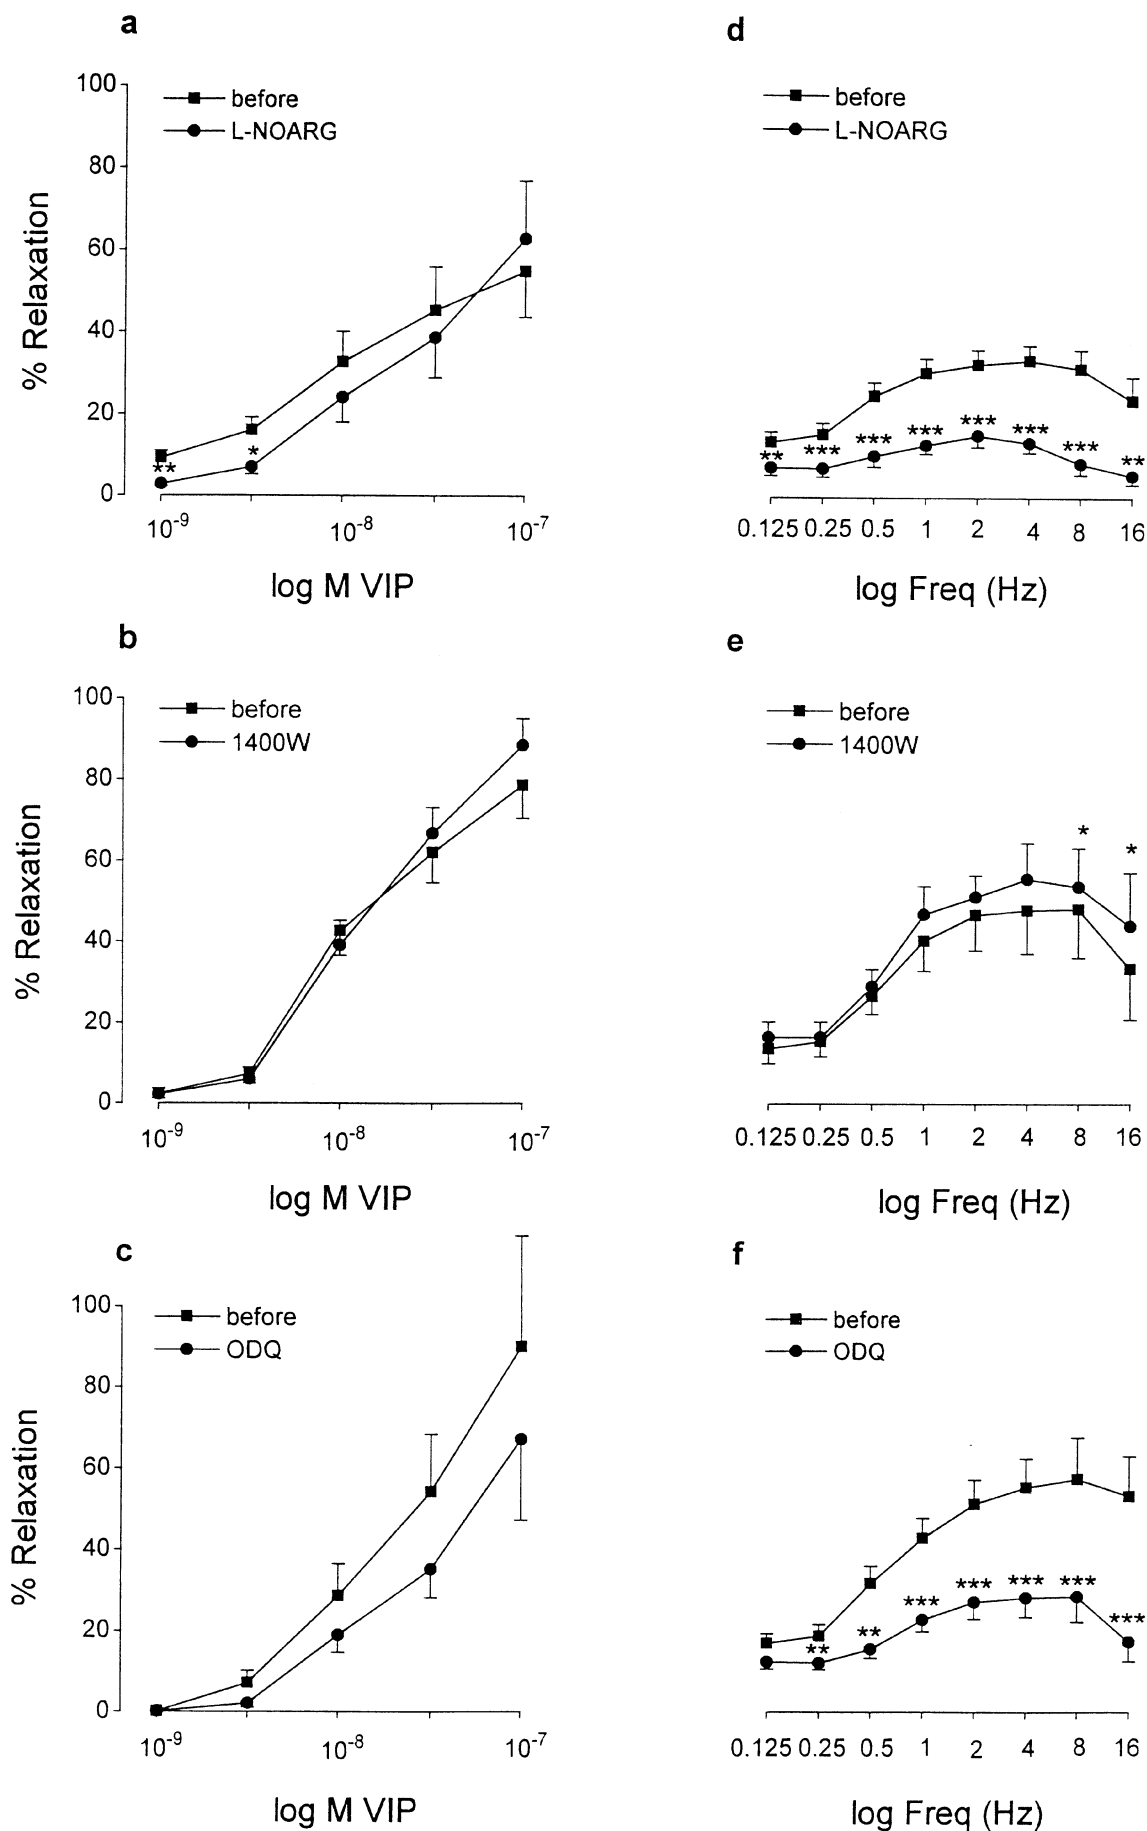 a
100
80
60
40
20
0
% Relaxation
before
L-NOARG
**
*
10-9
10-8
10-7
log M VIP
d
before
L-NOARG
**
***
***
***
***
***
***
**
0.125 0.25 0.5 1 2 4 8 16
log Freq (Hz)
b
100
80
60
40
20
0
% Relaxation
before
1400W
10-9
10-8
10-7
log M VIP
e
before
1400W
*
*
0.125 0.25 0.5 1 2 4 8 16
log Freq (Hz)
c
100
80
60
40
20
0
% Relaxation
before
ODQ
10-9
10-8
10-7
log M VIP
f
before
ODQ
**
**
***
***
***
***
***
0.125 0.25 0.5 1 2 4 8 16
log Freq (Hz)